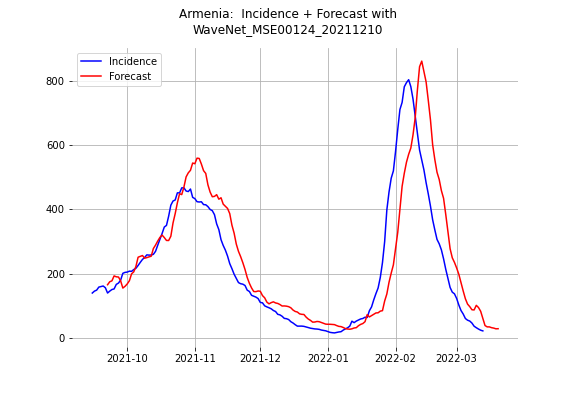 Armenia:  Incidence + Forecast with
WaveNet_MSE00124_20211210
Incidence
Forecast
800
600
400
200
0
2021-10 2021-11 2021-12 2022-01 2022-02 2022-03